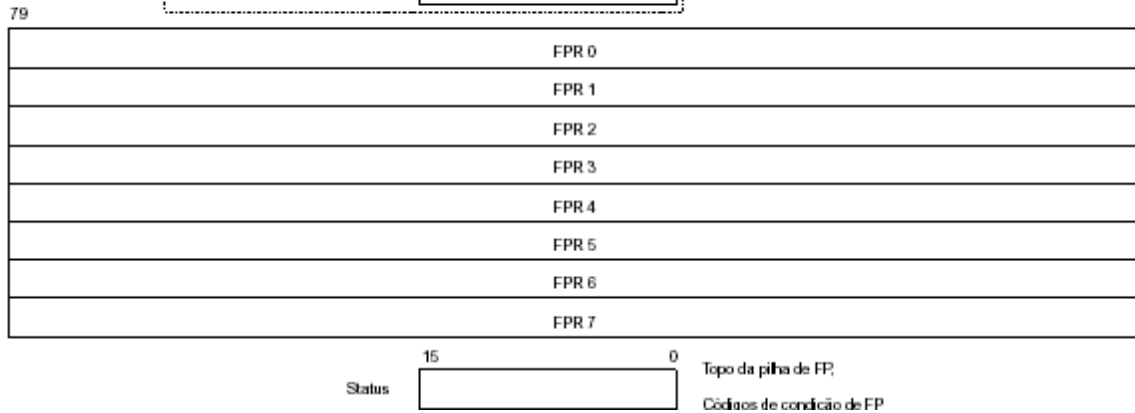 79
FPR 0
FPR 1
FPR 2
FPR 3
FPR 4
FPR 5
FPR 6
FPR 7
15 0
Status
Topo da pilha de FP,
Códigos de condição de FP